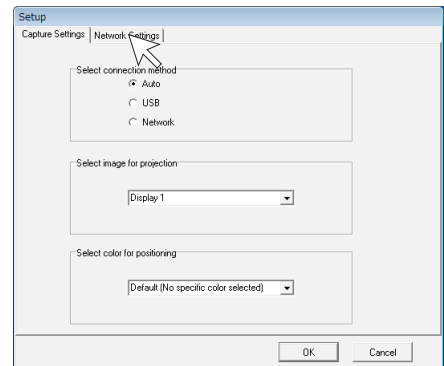 Setup
Capture Settings
Network Settings
Select connection method
Auto
USB
Network
Select image for projection
Display 1
Select color for positioning
Default (No specific color selected)
OK
Cancel